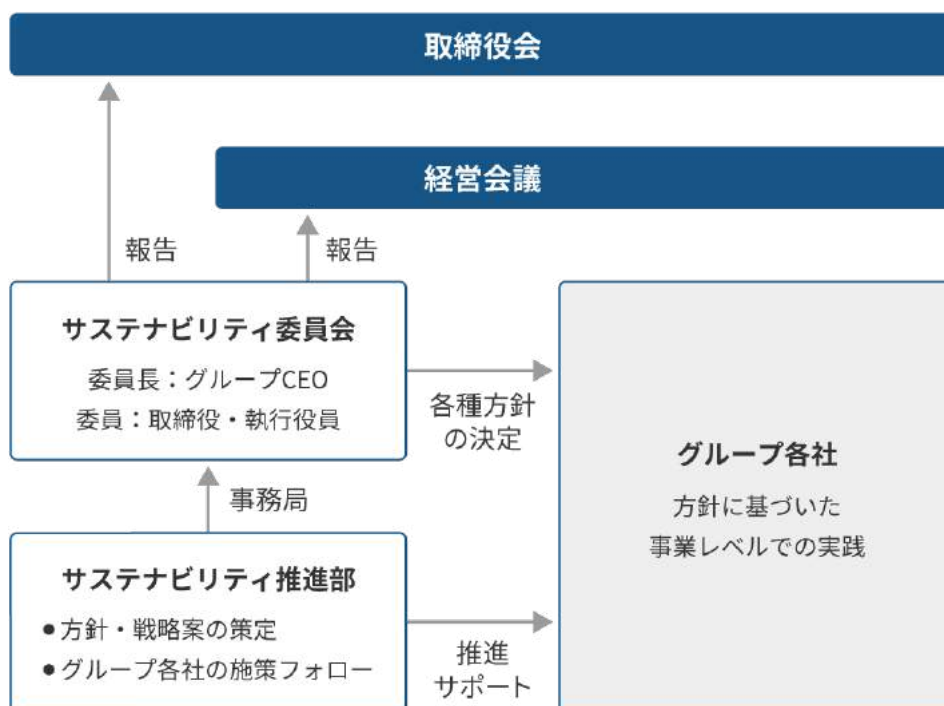 取締役会
経営会議
報告
報告
サステナビリティ委員会
委員長：グループCEO
委員：取締役・執行役員
各種方針
の決定
グループ各社
方針に基づいた
事業レベルでの実践
事務局
サステナビリティ推進部
●方針・戦略案の策定
●グループ各社の施策フォロー
推進
サポート